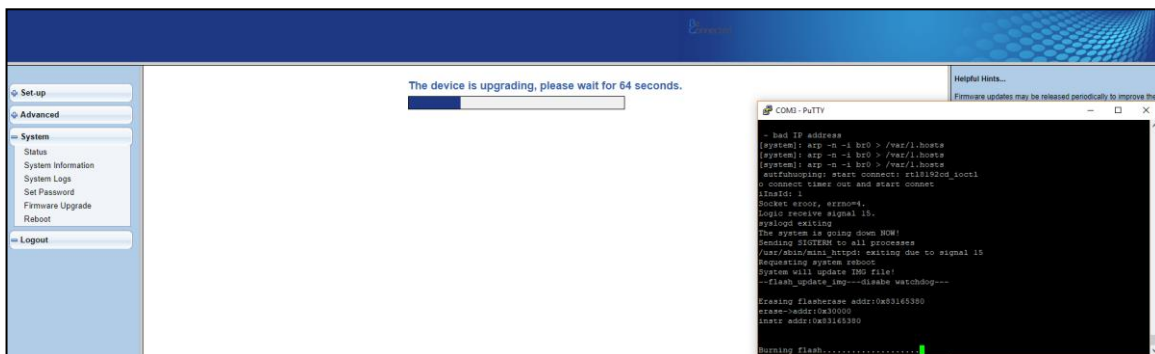 The device is upgrading, please wait for 64 seconds.
Set-up
Advanced
System
Status
System Information
System Logs
Set Password
Firmware Upgrade
Reboot
Logout
Helpful Hints...
Firmware updates may be released periodically to improve the
COM3 - PuTTY
- bad IP address
[system]: arp -n -i br0 > /var/l.hosts
[system]: arp -n -i br0 > /var/l.hosts
[system]: arp -n -i br0 > /var/l.hosts
autfuhuoping: start connect: rtl8192cd_ioctl
o connect timer out and start connet
iInsId: 1
Socket eroor, errno=4.
Logic receive signal 15.
syslogd exiting
The system is going down NOW!
Sending SIGTERM to all processes
/usr/sbin/mini_httpd: exiting due to signal 15
Requesting system reboot
System will update IMG file!
--flash_update_img---disabe watchdog---
Erasing flasherase addr:0x83165380
erase->addr:0x30000
instr addr:0x83165380
Burning flash....................